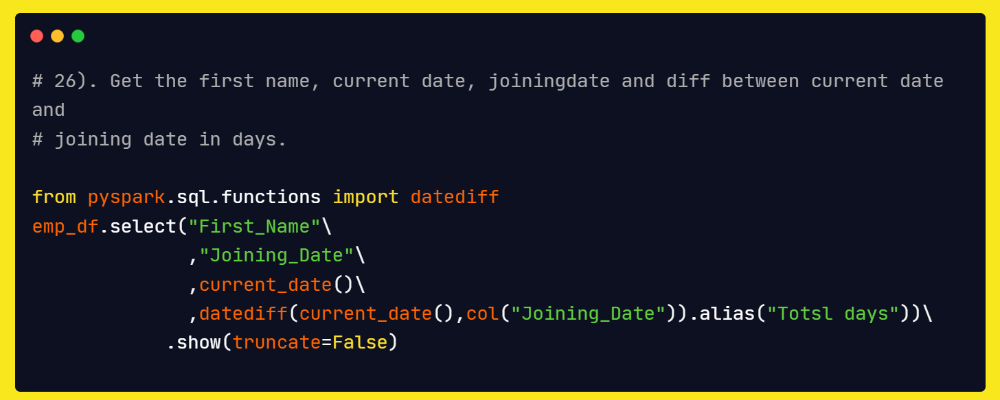 # 26). Get the first name, current date, joiningdate and diff between current date
and
# joining date in days.
from pyspark.sql.functions import datediff
emp_df.select("First_Name"\
,"Joining_Date"\
,current_date()\
,datediff(current_date(),col("Joining_Date")).alias("Totsl days"))\
.show(truncate=False)